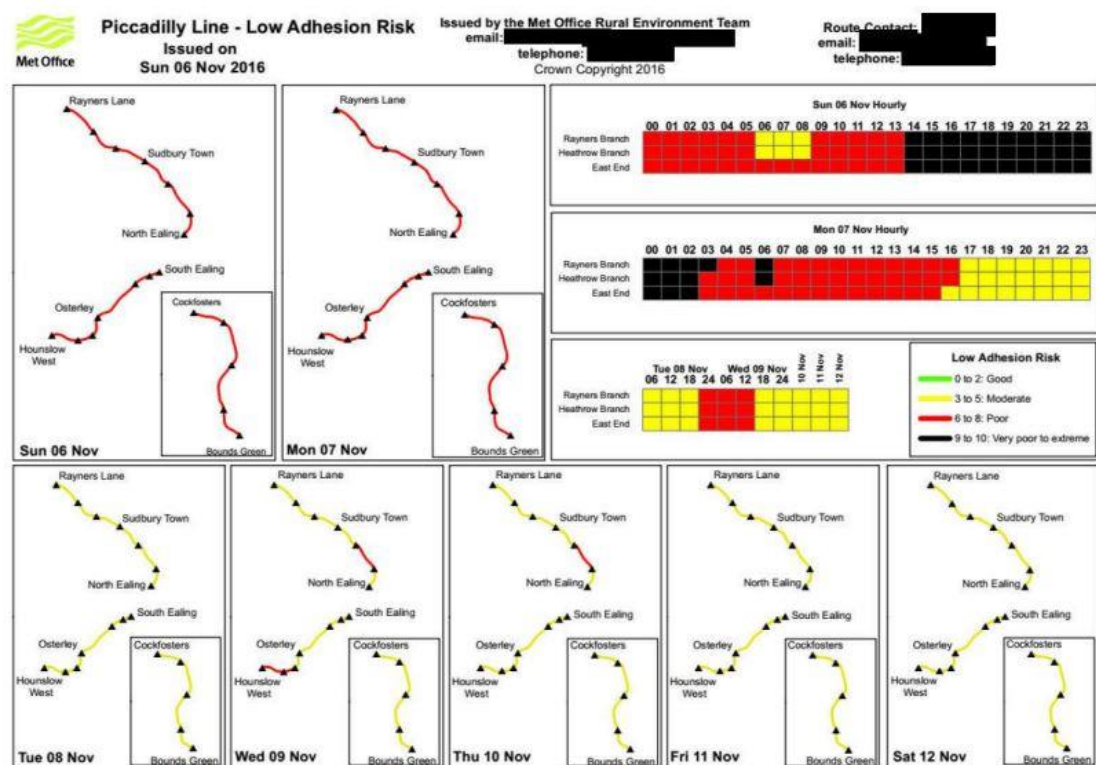 Met Office
Piccadilly Line - Low Adhesion Risk
Issued on
Sun 06 Nov 2016
Issued by the Met Office Rural Environment Team
email:
telephone:
Crown Copyright 2016
Route Contact:
email:
telephone:
Rayners Lane
Sudbury Town
North Ealing
South Ealing
Osterley
Hounslow
West
Cockfosters
Bounds Green
Sun 06 Nov
Rayners Lane
Sudbury Town
North Ealing
South Ealing
Osterley
Hounslow
West
Cockfosters
Bounds Green
Mon 07 Nov
Sun 06 Nov Hourly
00 01 02 03 04 05 06 07 08 09 10 11 12 13 14 15 16 17 18 19 20 21 22 23
Rayners Branch
Heathrow Branch
East End
Mon 07 Nov Hourly
00 01 02 03 04 05 06 07 08 09 10 11 12 13 14 15 16 17 18 19 20 21 22 23
Rayners Branch
Heathrow Branch
East End
Tue 08 Nov Wed 09 Nov
06 12 18 24 06 12 18 24 10 Nov 11 Nov 12 Nov
Rayners Branch
Heathrow Branch
East End
Low Adhesion Risk
0 to 2: Good
3 to 5: Moderate
6 to 8: Poor
9 to 10: Very poor to extreme
Rayners Lane
Sudbury Town
North Ealing
South Ealing
Osterley
Hounslow
West
Cockfosters
Bounds Green
Tue 08 Nov
Rayners Lane
Sudbury Town
North Ealing
South Ealing
Osterley
Hounslow
West
Cockfosters
Bounds Green
Wed 09 Nov
Rayners Lane
Sudbury Town
North Ealing
South Ealing
Osterley
Hounslow
West
Cockfosters
Bounds Green
Thu 10 Nov
Rayners Lane
Sudbury Town
North Ealing
South Ealing
Osterley
Hounslow
West
Cockfosters
Bounds Green
Fri 11 Nov
Rayners Lane
Sudbury Town
North Ealing
South Ealing
Osterley
Hounslow
West
Cockfosters
Bounds Green
Sat 12 Nov